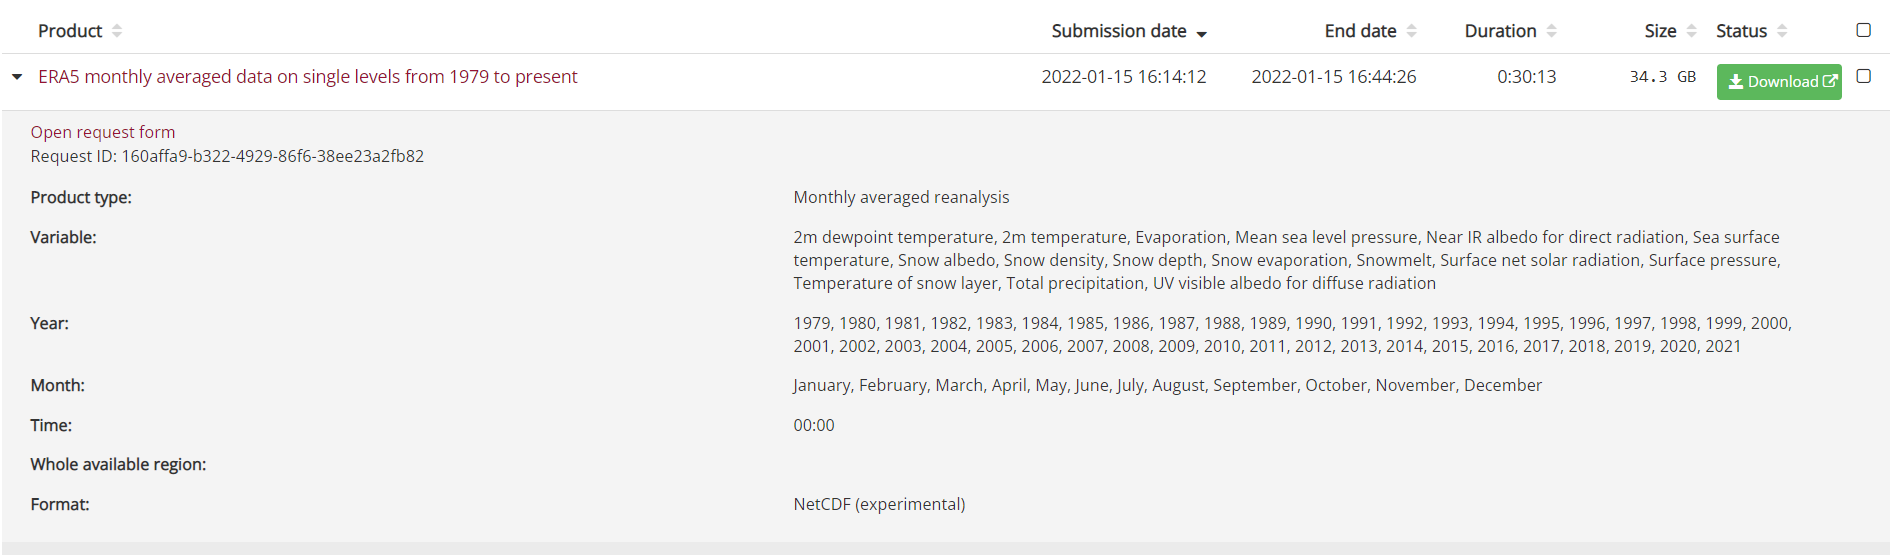 Product Submission date End date Duration Size Status
ERA5 monthly averaged data on single levels from 1979 to present 2022-01-15 16:14:12 2022-01-15 16:44:26 0:30:13 34.3 GB Download
Open request form
Request ID: 160affa9-b322-4929-86f6-38ee23a2fb82
Product type: Monthly averaged reanalysis
Variable: 2m dewpoint temperature, 2m temperature, Evaporation, Mean sea level pressure, Near IR albedo for direct radiation, Sea surface
temperature, Snow albedo, Snow density, Snow depth, Snow evaporation, Snowmelt, Surface net solar radiation, Surface pressure,
Temperature of snow layer, Total precipitation, UV visible albedo for diffuse radiation
Year: 1979, 1980, 1981, 1982, 1983, 1984, 1985, 1986, 1987, 1988, 1989, 1990, 1991, 1992, 1993, 1994, 1995, 1996, 1997, 1998, 1999, 2000,
2001, 2002, 2003, 2004, 2005, 2006, 2007, 2008, 2009, 2010, 2011, 2012, 2013, 2014, 2015, 2016, 2017, 2018, 2019, 2020, 2021
Month: January, February, March, April, May, June, July, August, September, October, November, December
Time: 00:00
Whole available region:
Format: NetCDF (experimental)